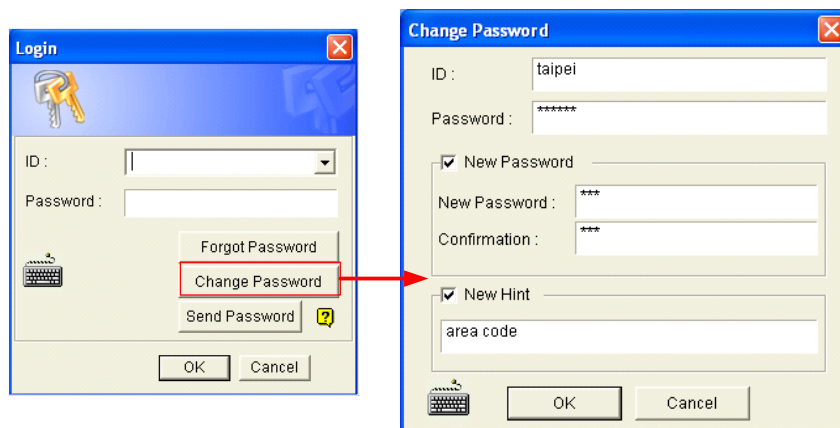 Login
ID :
Password :
Forgot Password
Change Password
Send Password
?
OK
Cancel
Change Password
ID :
taipei
Password :
******
New Password
New Password :
***
Confirmation :
***
New Hint
area code
OK
Cancel